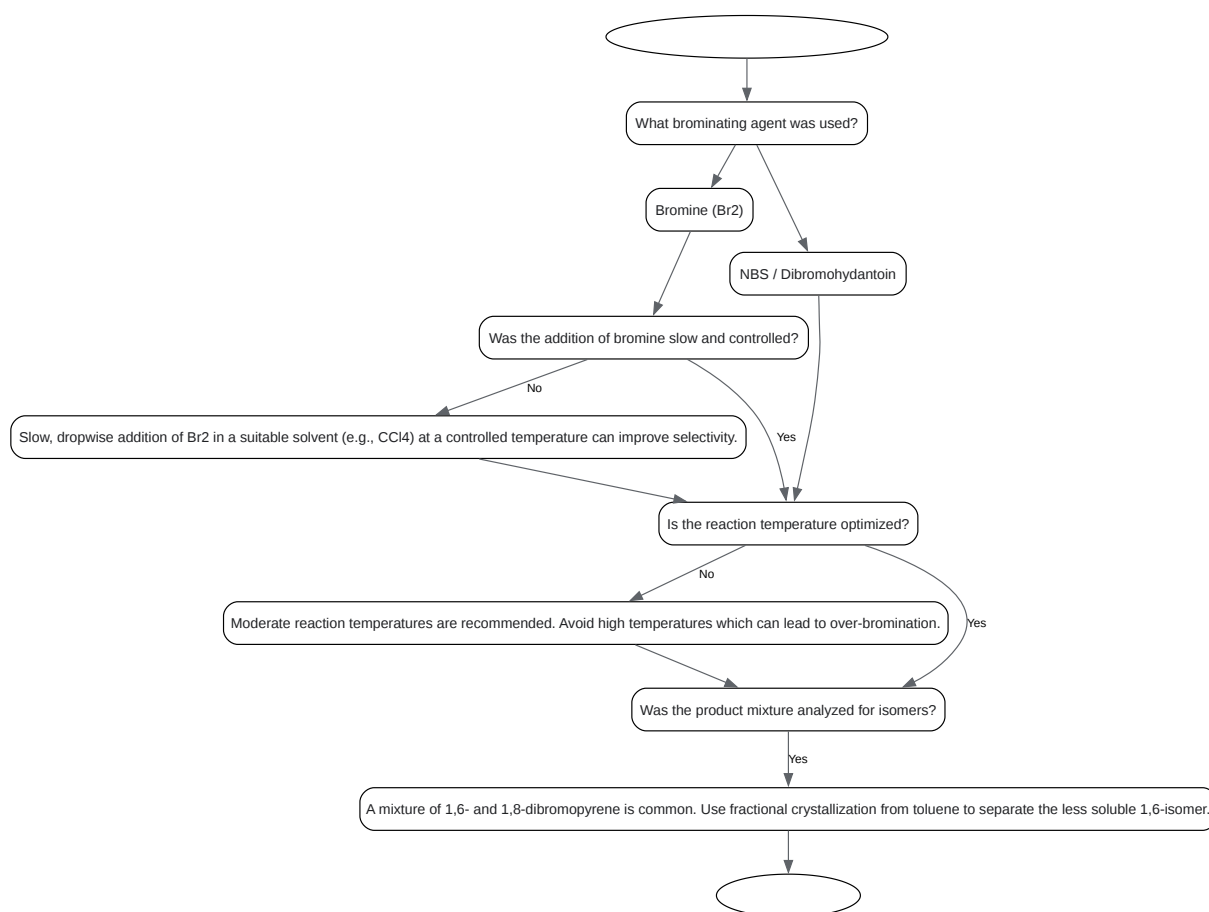 What brominating agent was used?
Bromine (Br2)
NBS / Dibromohydantoin
Was the addition of bromine slow and controlled?
No
Slow, dropwise addition of Br2 in a suitable solvent (e.g., CCl4) at a controlled temperature can improve selectivity.
Yes
Is the reaction temperature optimized?
No
Moderate reaction temperatures are recommended. Avoid high temperatures which can lead to over-bromination.
Yes
Was the product mixture analyzed for isomers?
Yes
A mixture of 1,6- and 1,8-dibromopyrene is common. Use fractional crystallization from toluene to separate the less soluble 1,6-isomer.